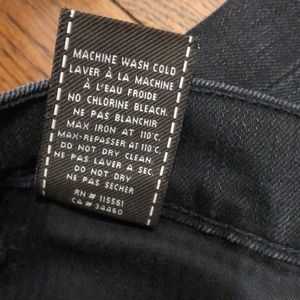 MACHINE WASH COLD
LAVER À LA MACHINE
À L'EAU FROIDE
NO CHLORINE BLEACH.
NE PAS BLANCHIR
MAX IRON AT 110°C.
MAX-REPASSER AT 110°C.
DO NOT DRY CLEAN.
NE PAS LAVER A SEC.
DO NOT DRY
NE PAS SECHER
RN # 115551
CA # 34460